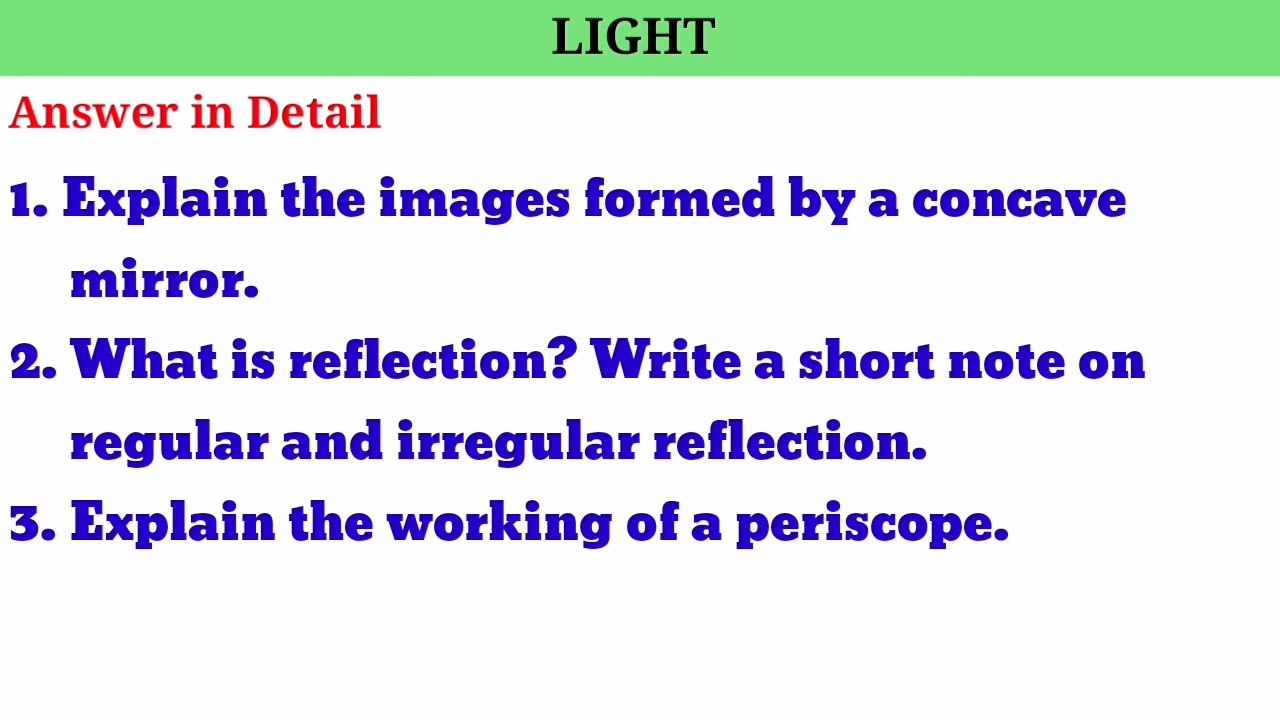 LIGHT
Answer in Detail
1. Explain the images formed by a concave
mirror.
2. What is reflection? Write a short note on
regular and irregular reflection.
3. Explain the working of a periscope.